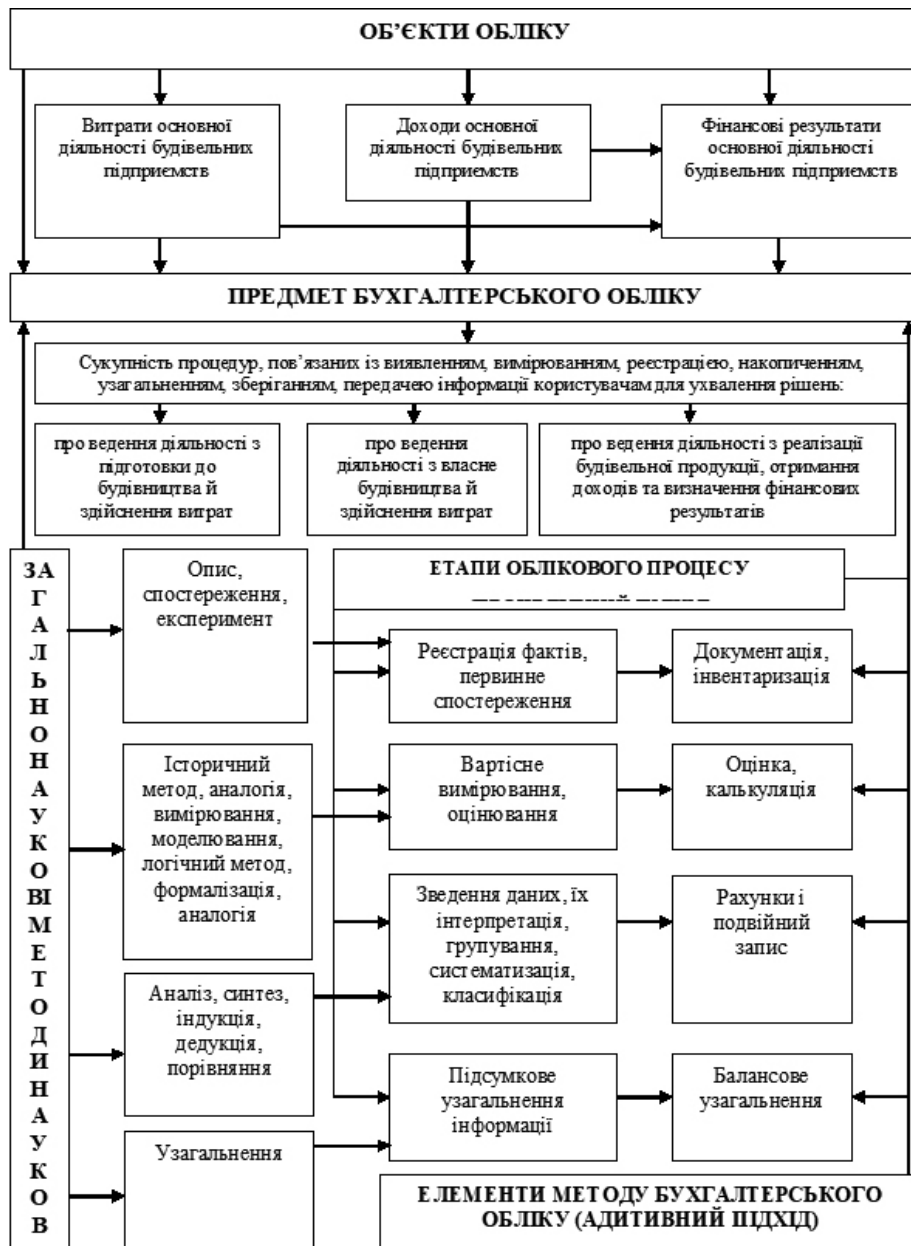 ОБ’ЄКТИ ОБЛІКУ
Витрати основної
діяльності будівельних
підприємств
Доходи основної
діяльності будівельних
підприємств
Фінансові результати
основної діяльності
будівельних підприємств
ПРЕДМЕТ БУХГАЛТЕРСЬКОГО ОБЛІКУ
Сукупність процедур, пов’язаних із виявленням, вимірюванням, реєстрацією, накопиченням,
узагальненням, зберіганням, передачею інформації користувачам для ухвалення рішень:
про ведення діяльності з
підготовки до
будівництва й
здійснення витрат
про ведення
діяльності з власне
будівництва й
здійснення витрат
про ведення діяльності з реалізації
будівельної продукції, отримання
доходів та визначення фінансових
результатів
ЗА
Г
А
Л
Ь
Н
О
Н
А
У
К
О
ВІ
М
Е
Т
О
Д
И
Н
А
У
К
О
В
Опис,
спостереження,
експеримент
Історичний
метод, аналогія,
вимірювання,
моделювання,
логічний метод,
формалізація,
аналогія
Аналіз, синтез,
індукція,
дедукція,
порівняння
Узагальнення
ЕТАПИ ОБЛІКОВОГО ПРОЦЕСУ
Реєстрація фактів,
первинне
спостереження
Документація,
інвентаризація
Вартісне
вимірювання,
оцінювання
Оцінка,
калькуляція
Зведення даних, їх
інтерпретація,
групування,
систематизація,
класифікація
Рахунки і
подвійний
запис
Підсумкове
узагальнення
інформації
Балансове
узагальнення
ЕЛЕМЕНТИ МЕТОДУ БУХГАЛТЕРСЬКОГО
ОБЛІКУ (АДИТИВНИЙ ПІДХІД)